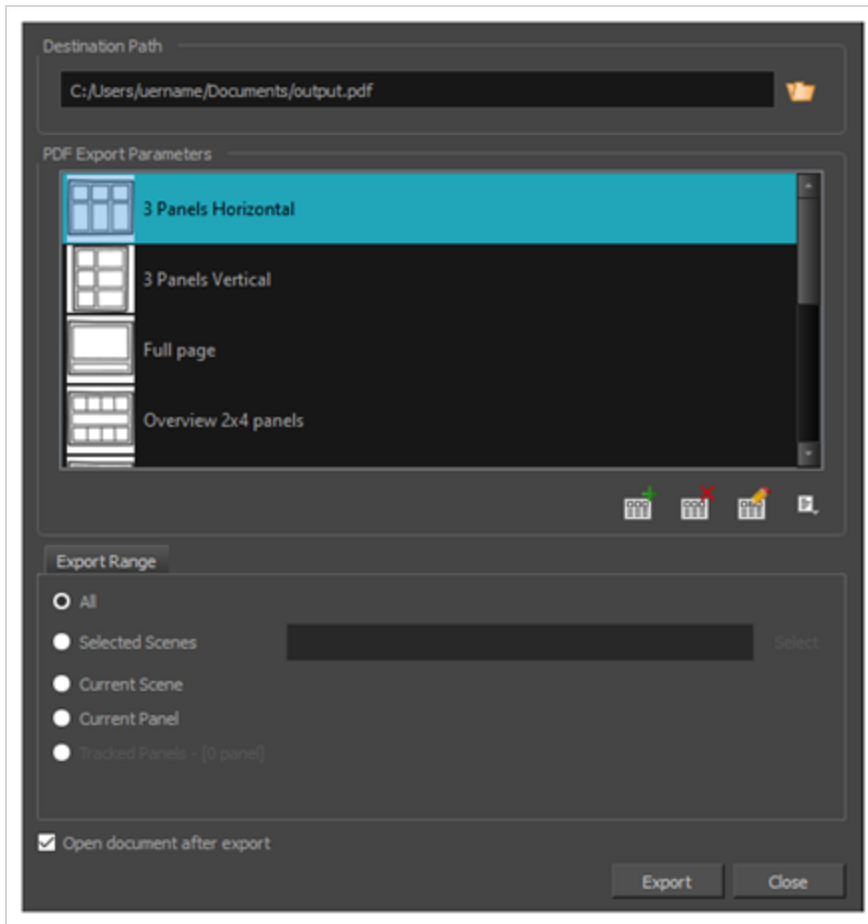 Destination Path
C:/Users/uername/Documents/output.pdf
PDF Export Parameters
3 Panels Horizontal
3 Panels Vertical
Full page
Overview 2x4 panels
Export Range
All
Selected Scenes Select
Current Scene
Current Panel
Tracked Panels - [0 panel]
Open document after export
Export Close